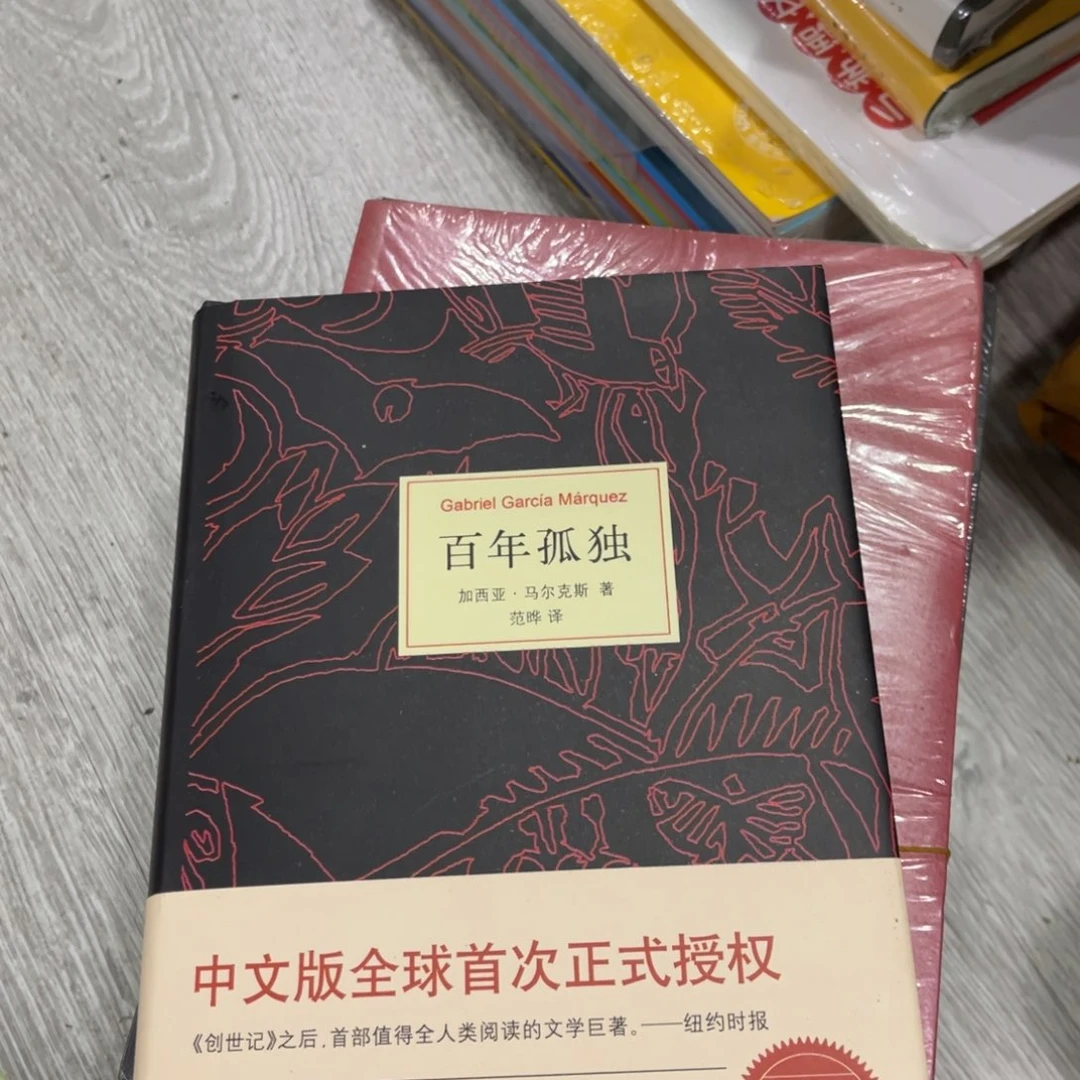 Gabriel García Márquez
百年孤独
加西亚·马尔克斯 著
范晔 译
中文版全球首次正式授权
《创世记》之后，首部值得全人类阅读的文学巨著。——纽约时报